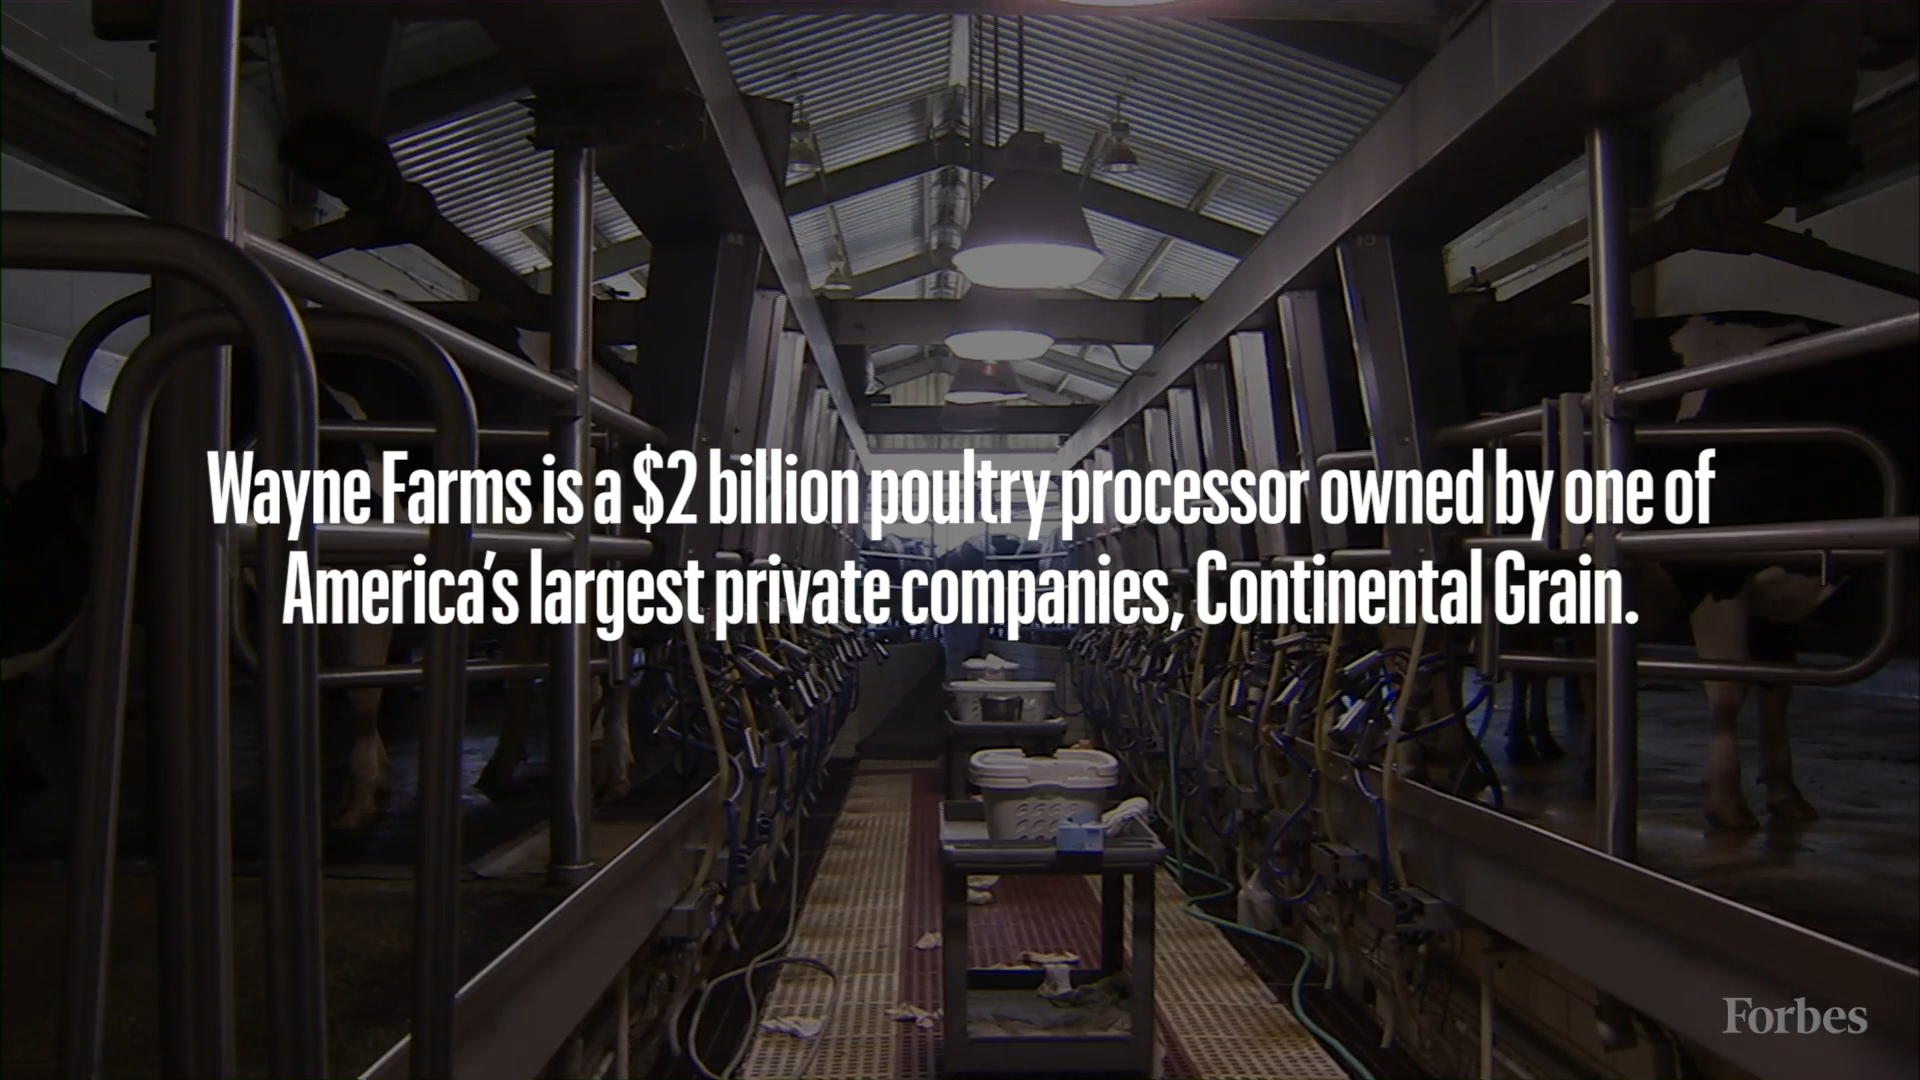 Wayne Farms is a $2 billion poultry processor owned by one of
America's largest private companies, Continental Grain.
Forbes